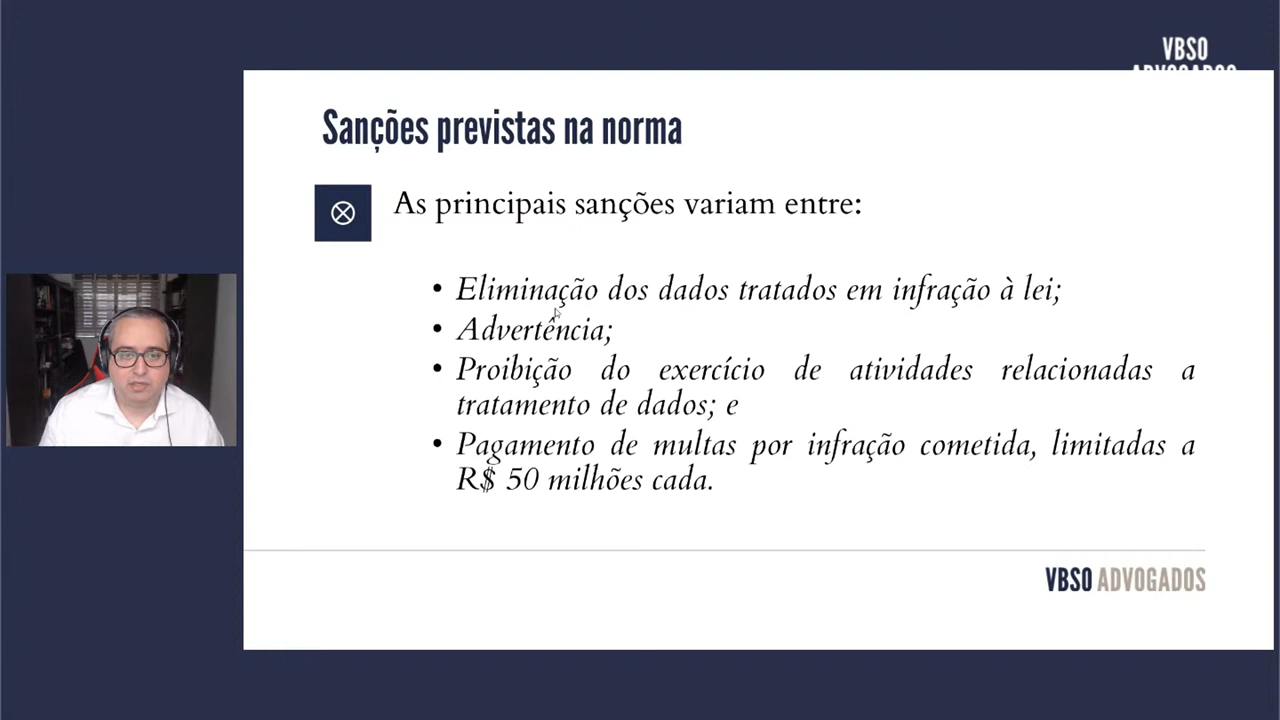 VBSO
ADVOGADOS
Sanções previstas na norma
As principais sanções variam entre:
• Eliminação dos dados tratados em infração à lei;
• Advertência;
• Proibição do exercício de atividades relacionadas a
tratamento de dados; e
• Pagamento de multas por infração cometida, limitadas a
R$ 50 milhões cada.
VBSO ADVOGADOS